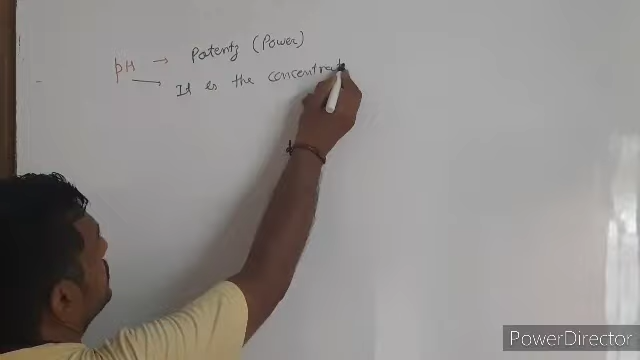 pH → Potentz (Power)
→ It is the concentrat
PowerDirector